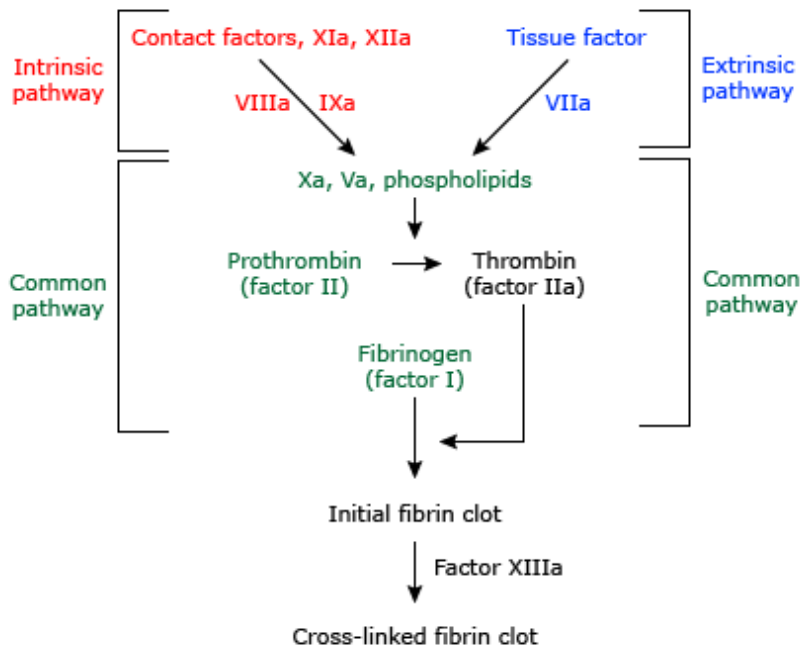 Contact factors, XIa, XIIa
Tissue factor
Intrinsic
pathway
Extrinsic
pathway
VIIIa
IXa
VIIa
Xa, Va, phospholipids
Common
pathway
Prothrombin
(factor II)
Thrombin
(factor IIa)
Common
pathway
Fibrinogen
(factor I)
Initial fibrin clot
Factor XIIIa
Cross-linked fibrin clot